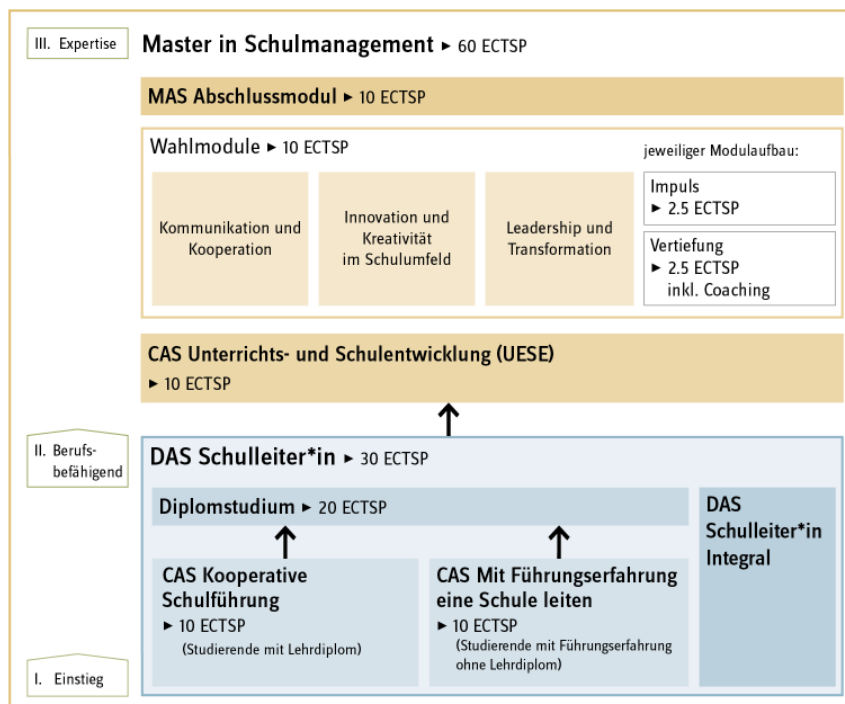 III. Expertise
Master in Schulmanagement ▸ 60 ECTSP
MAS Abschlussmodul ▸ 10 ECTSP
Wahlmodule ▸ 10 ECTSP
jeweiliger Modulaufbau:
Kommunikation und
Kooperation
Innovation und
Kreativität
im Schulumfeld
Leadership und
Transformation
Impuls
▸ 2.5 ECTSP
Vertiefung
▸ 2.5 ECTSP
inkl. Coaching
CAS Unterrichts- und Schulentwicklung (UESE)
▸ 10 ECTSP
II. Berufs-
befähigend
DAS Schulleiter*in ▸ 30 ECTSP
Diplomstudium ▸ 20 ECTSP
DAS
Schulleiter*in
Integral
CAS Kooperative
Schulführung
▸ 10 ECTSP
(Studierende mit Lehrdiplom)
CAS Mit Führungserfahrung
eine Schule leiten
▸ 10 ECTSP
(Studierende mit Führungserfahrung
ohne Lehrdiplom)
I. Einstieg